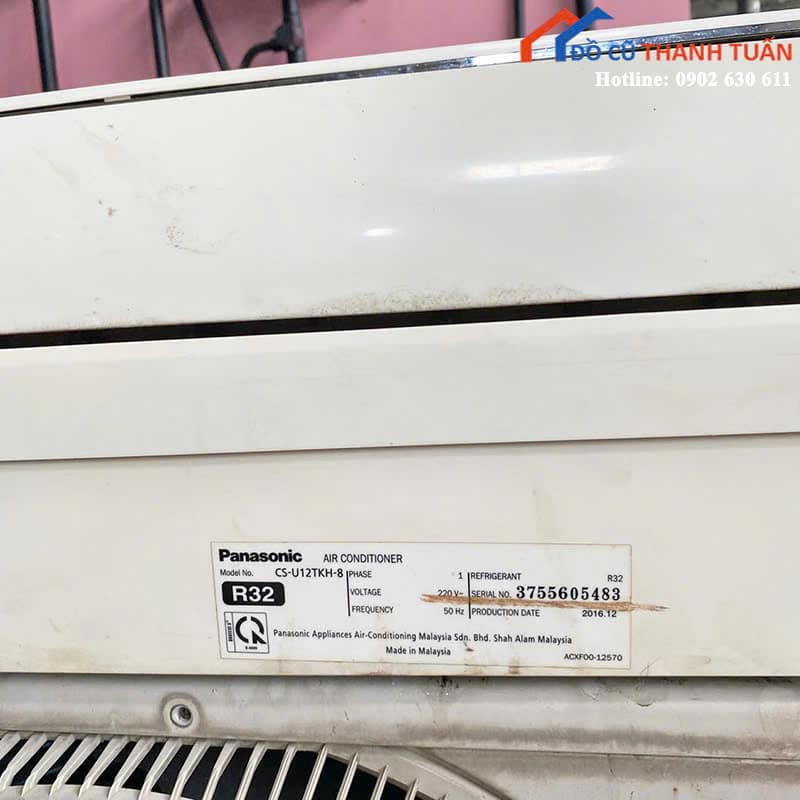 ĐỒ CŨ THANH TUẤN
Hotline: 0902 630 611
Panasonic AIR CONDITIONER
Model No. CS-U12TKH-8 PHASE 1 REFRIGERANT R32
R32 VOLTAGE 220 V~ SERIAL NO. 3755605483
FREQUENCY 50 Hz PRODUCTION DATE 2016.12
Panasonic Appliances Air-Conditioning Malaysia Sdn. Bhd. Shah Alam Malaysia
Made in Malaysia
ACXF00-12570